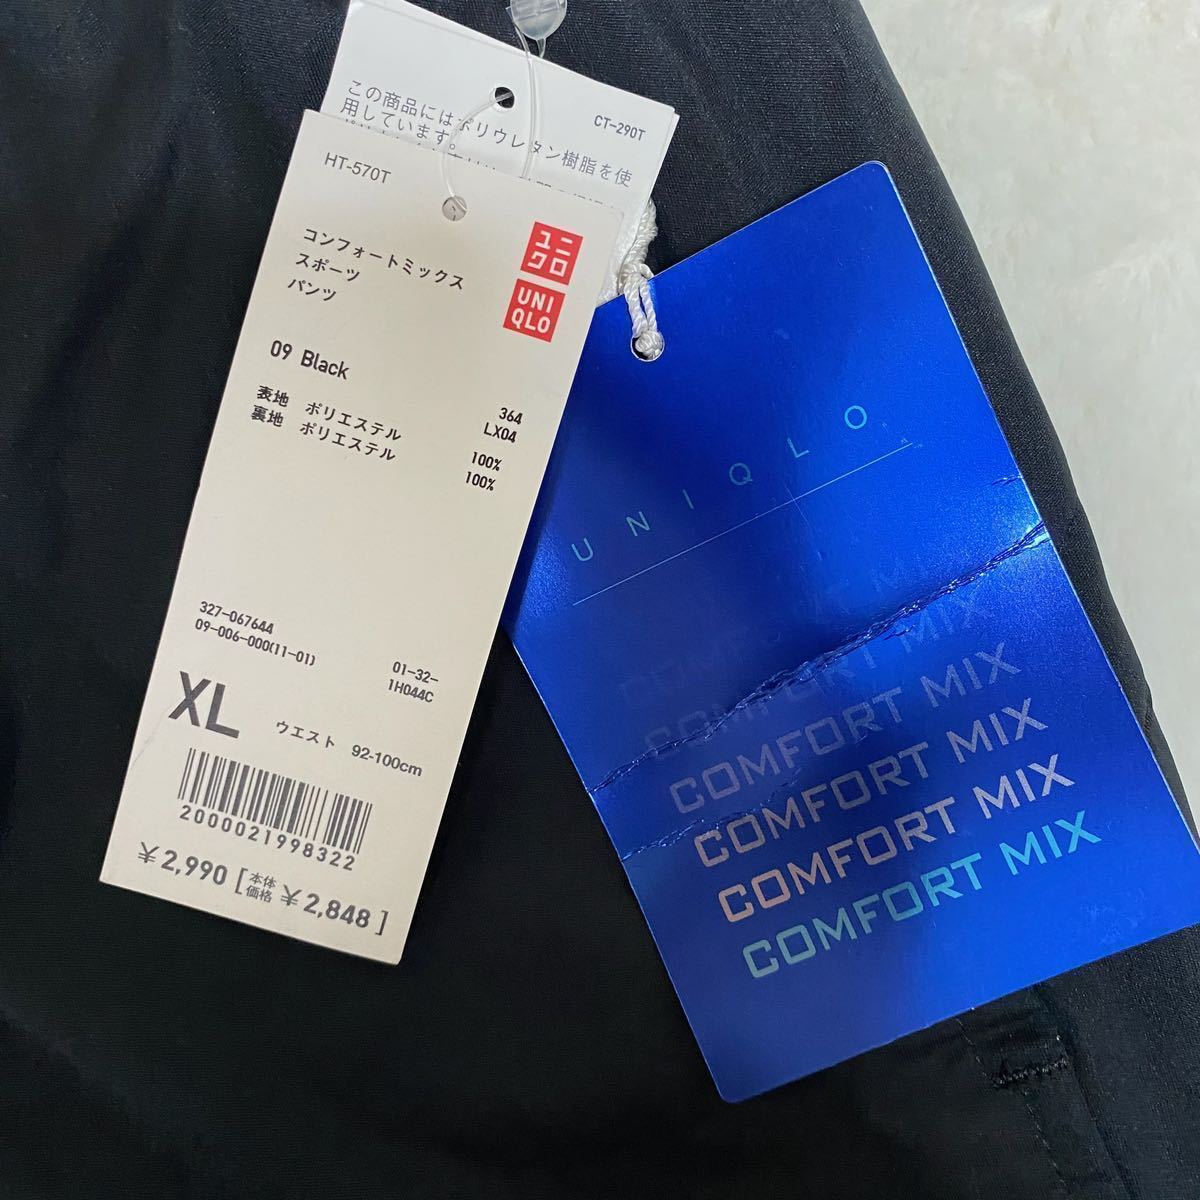 この商品にはポリウレタン樹脂を使
用しています。
CT-290T
HT-570T
ユニ
クロ
UNI
QLO
コンフォートミックス
スポーツ
パンツ
09 Black
364
LX04
表地 ポリエステル 100%
裏地 ポリエステル 100%
327-067644
09-006-000(11-01)
01-32-
1H044C
XL
ウエスト 92-100cm
2000021998322
¥2,990 [本体価格 ¥2,848]
UNIQLO
COMFORT MIX
COMFORT MIX
COMFORT MIX
COMFORT MIX
COMFORT MIX
COMFORT MIX